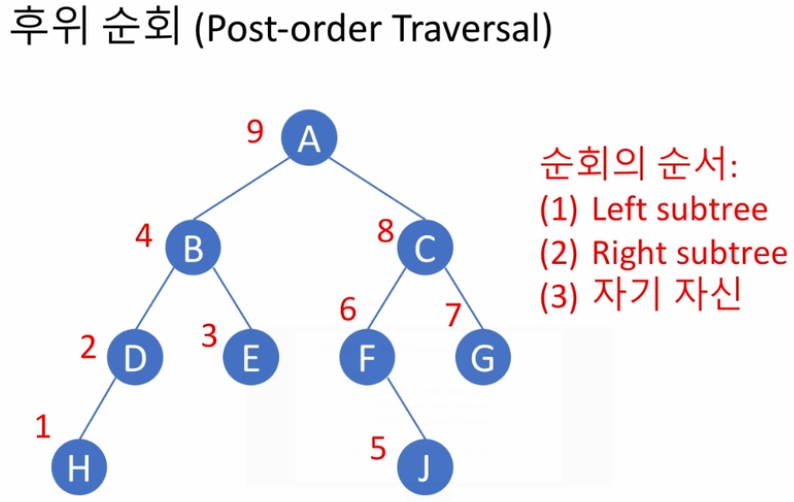 후위 순회 (Post-order Traversal)
9 A
순회의 순서:
(1) Left subtree
(2) Right subtree
(3) 자기 자신
4 B 8 C
2 D 3 E 6 F 7 G
1 H 5 J